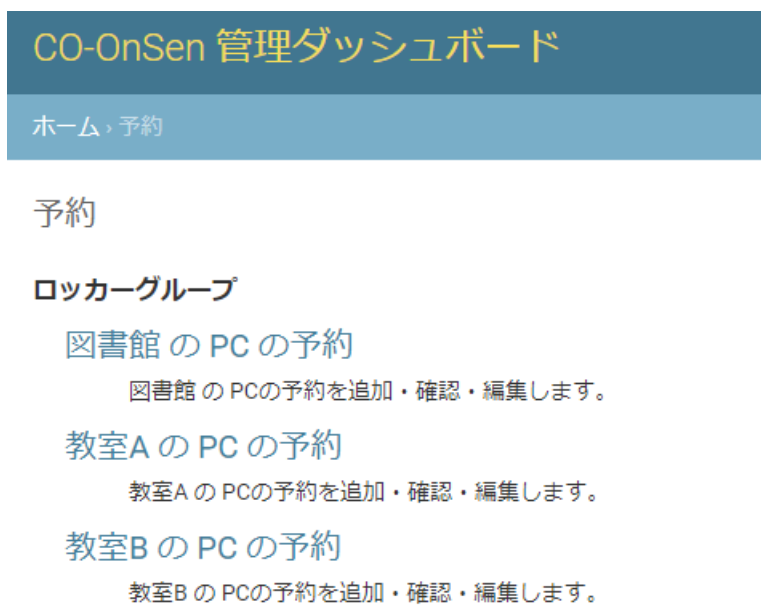 CO-OnSen 管理ダッシュボード
ホーム › 予約
予約
ロッカーグループ
図書館 の PC の予約
図書館 の PCの予約を追加・確認・編集します。
教室A の PC の予約
教室A の PCの予約を追加・確認・編集します。
教室B の PC の予約
教室B の PCの予約を追加・確認・編集します。